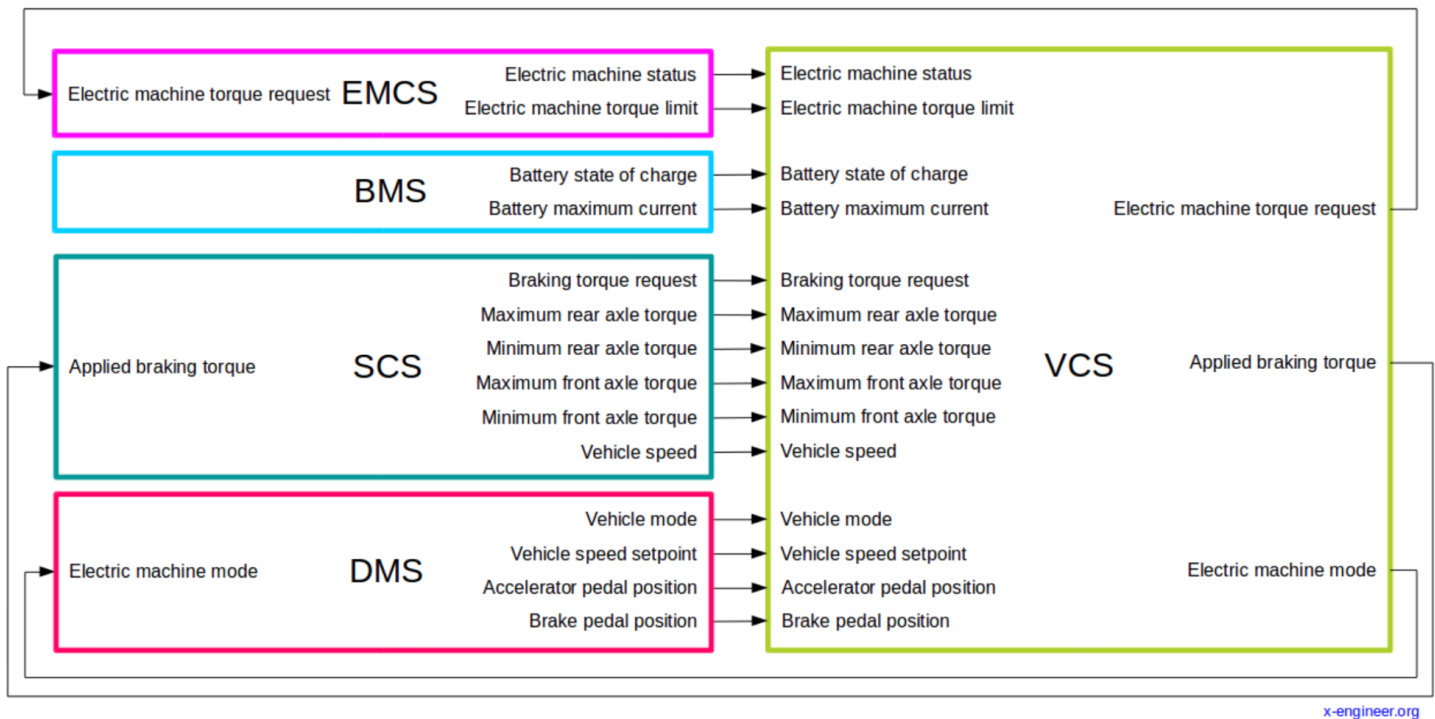 Electric machine torque request
EMCS
Electric machine status
Electric machine torque limit
BMS
Battery state of charge
Battery maximum current
Applied braking torque
SCS
Braking torque request
Maximum rear axle torque
Minimum rear axle torque
Maximum front axle torque
Minimum front axle torque
Vehicle speed
Electric machine mode
DMS
Vehicle mode
Vehicle speed setpoint
Accelerator pedal position
Brake pedal position
Electric machine status
Electric machine torque limit
Battery state of charge
Battery maximum current
Braking torque request
Maximum rear axle torque
Minimum rear axle torque
Maximum front axle torque
Minimum front axle torque
Vehicle speed
Vehicle mode
Vehicle speed setpoint
Accelerator pedal position
Brake pedal position
VCS
Electric machine torque request
Applied braking torque
Electric machine mode
x-engineer.org